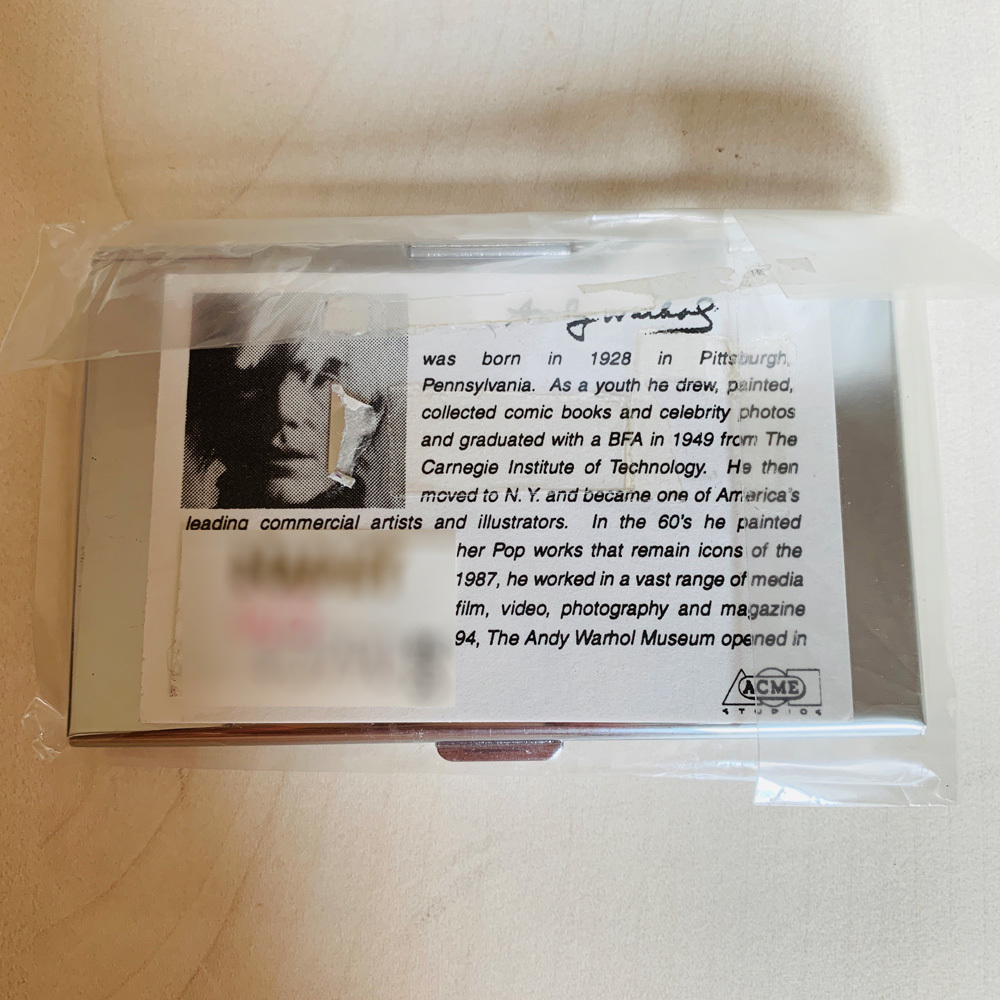 Andy Warhol
was born in 1928 in Pittsburgh,
Pennsylvania. As a youth he drew, painted,
collected comic books and celebrity photos
and graduated with a BFA in 1949 from The
Carnegie Institute of Technology. He then
moved to N.Y. and became one of America's
leading commercial artists and illustrators. In the 60's he painted
her Pop works that remain icons of the
1987, he worked in a vast range of media
film, video, photography and magazine
94, The Andy Warhol Museum opened in
ACME
STUDIOS